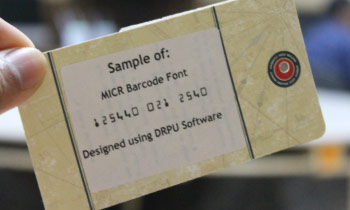 Sample of:
MICR Barcode Font
125440 021 2540
Designed using DRPU Software